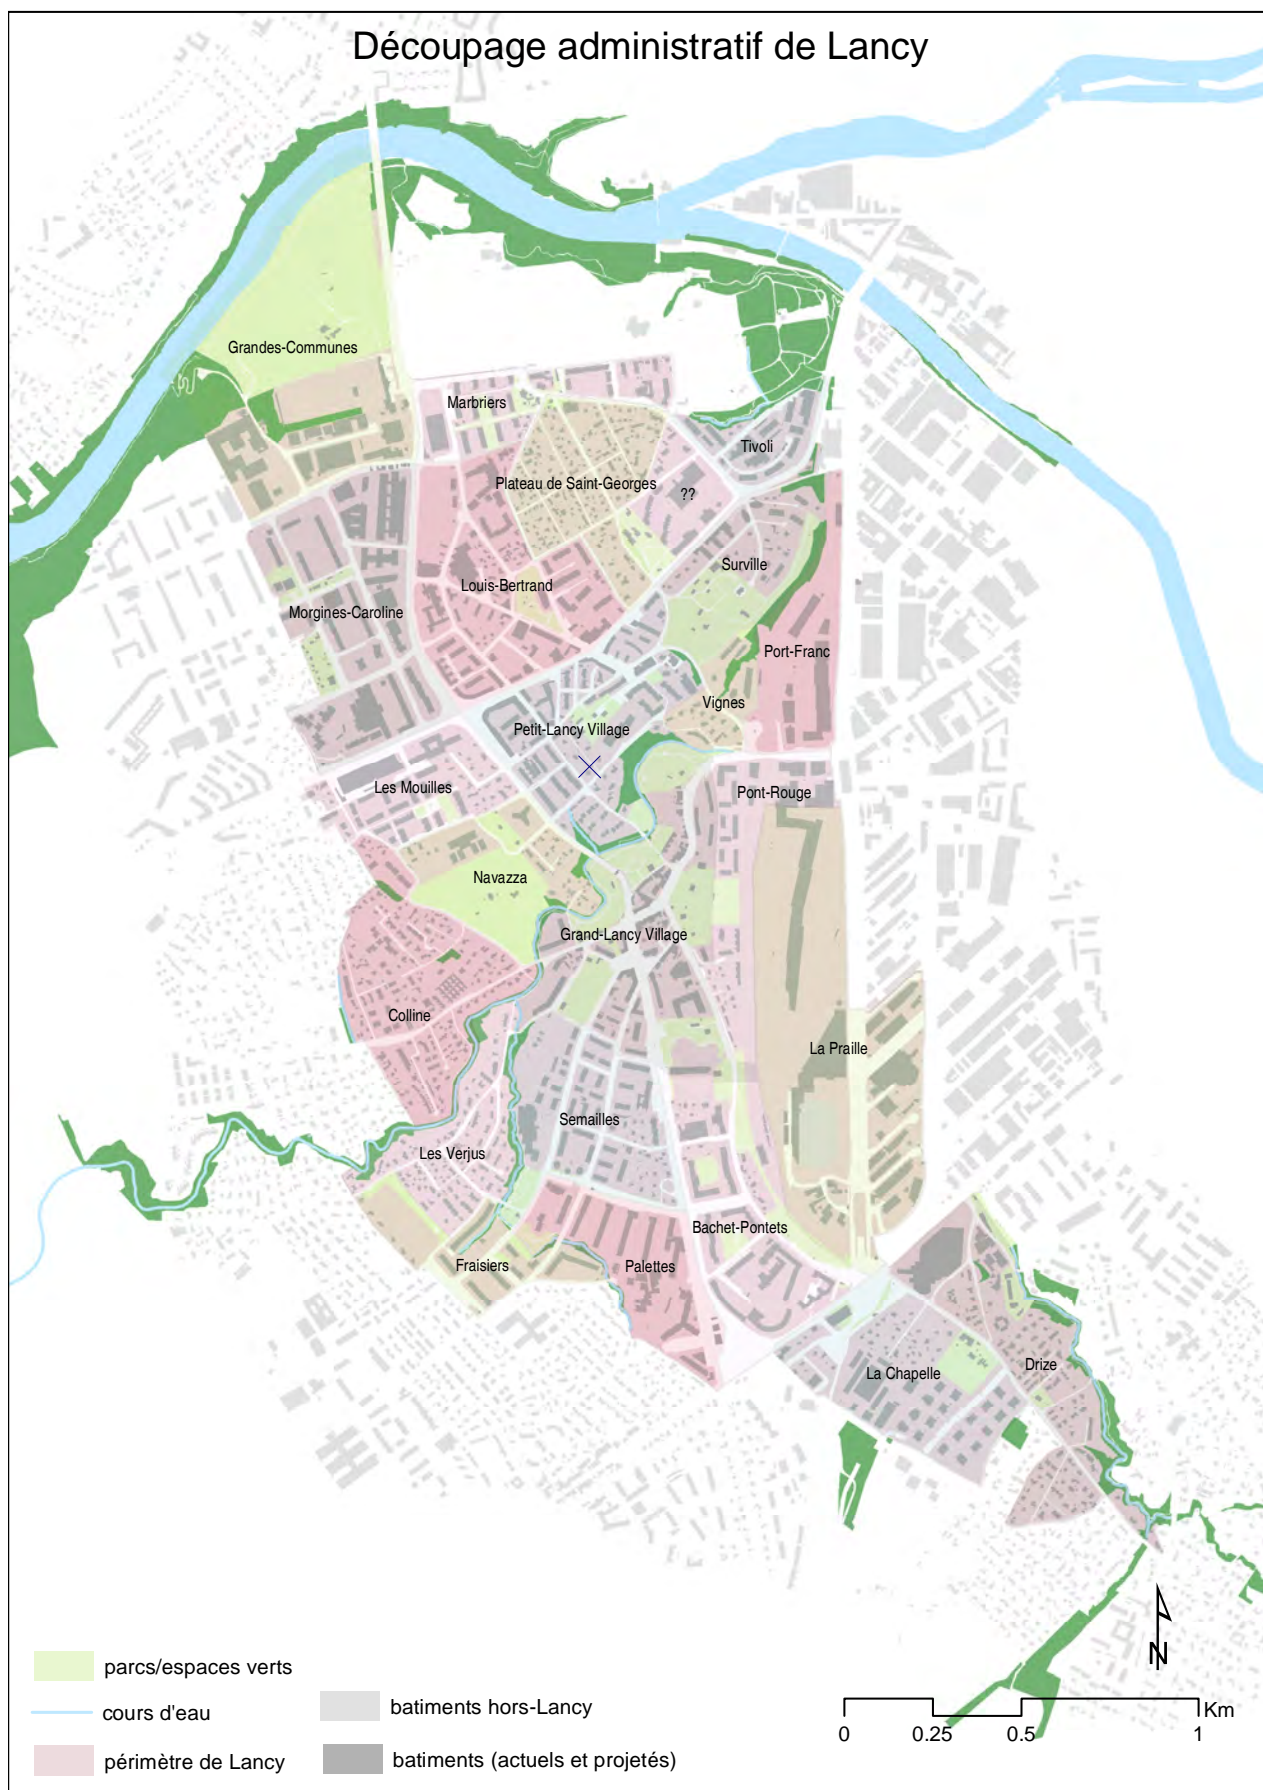 Découpage administratif de Lancy
Grandes-Communes
Marbriers
Tivoli
Plateau de Saint-Georges
??
Surville
Louis-Bertrand
Morgines-Caroline
Port-Franc
Vignes
Petit-Lancy Village
Les Mouilles
Pont-Rouge
Navazza
Grand-Lancy Village
Colline
La Praille
Semailles
Les Verjus
Bachet-Pontets
Fraisiers
Palettes
Drize
La Chapelle
N
parcs/espaces verts
cours d'eau
périmètre de Lancy
batiments hors-Lancy
batiments (actuels et projetés)
Km
0 0.25 0.5 1